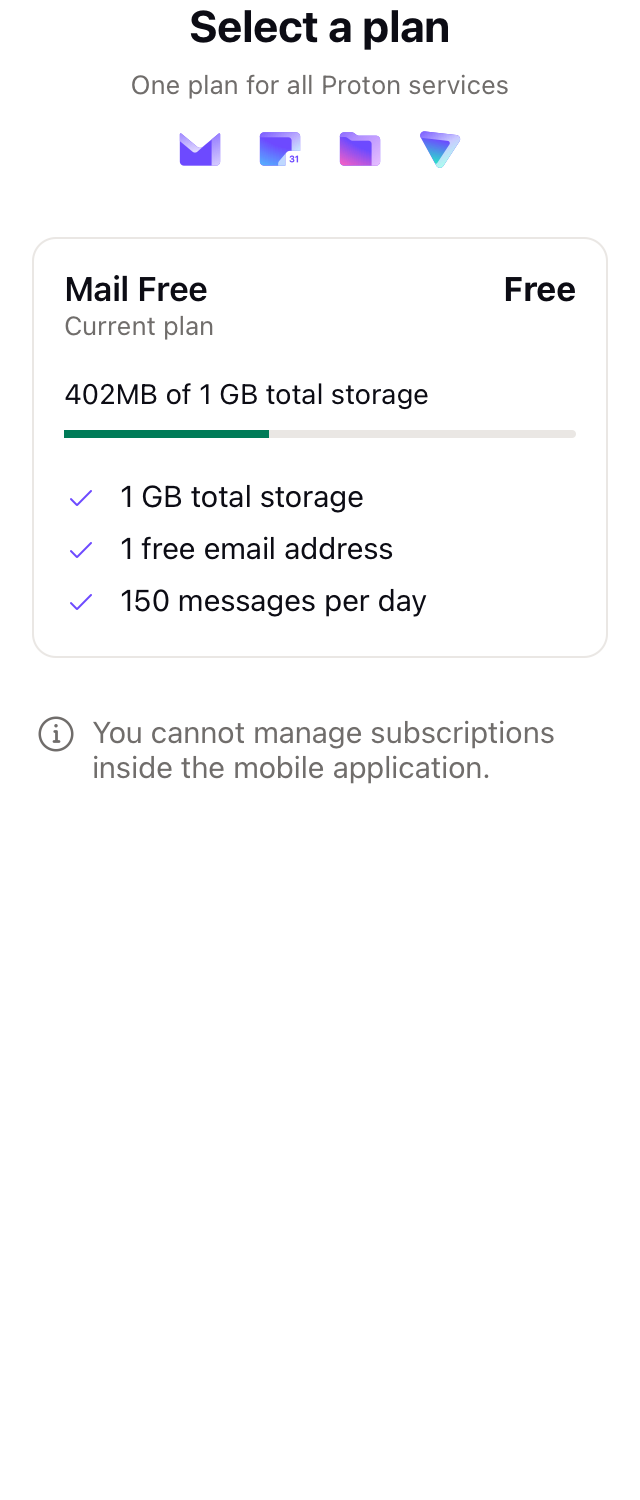 Select a plan
One plan for all Proton services
31
Mail Free Free
Current plan
402MB of 1 GB total storage
1 GB total storage
1 free email address
150 messages per day
You cannot manage subscriptions
inside the mobile application.